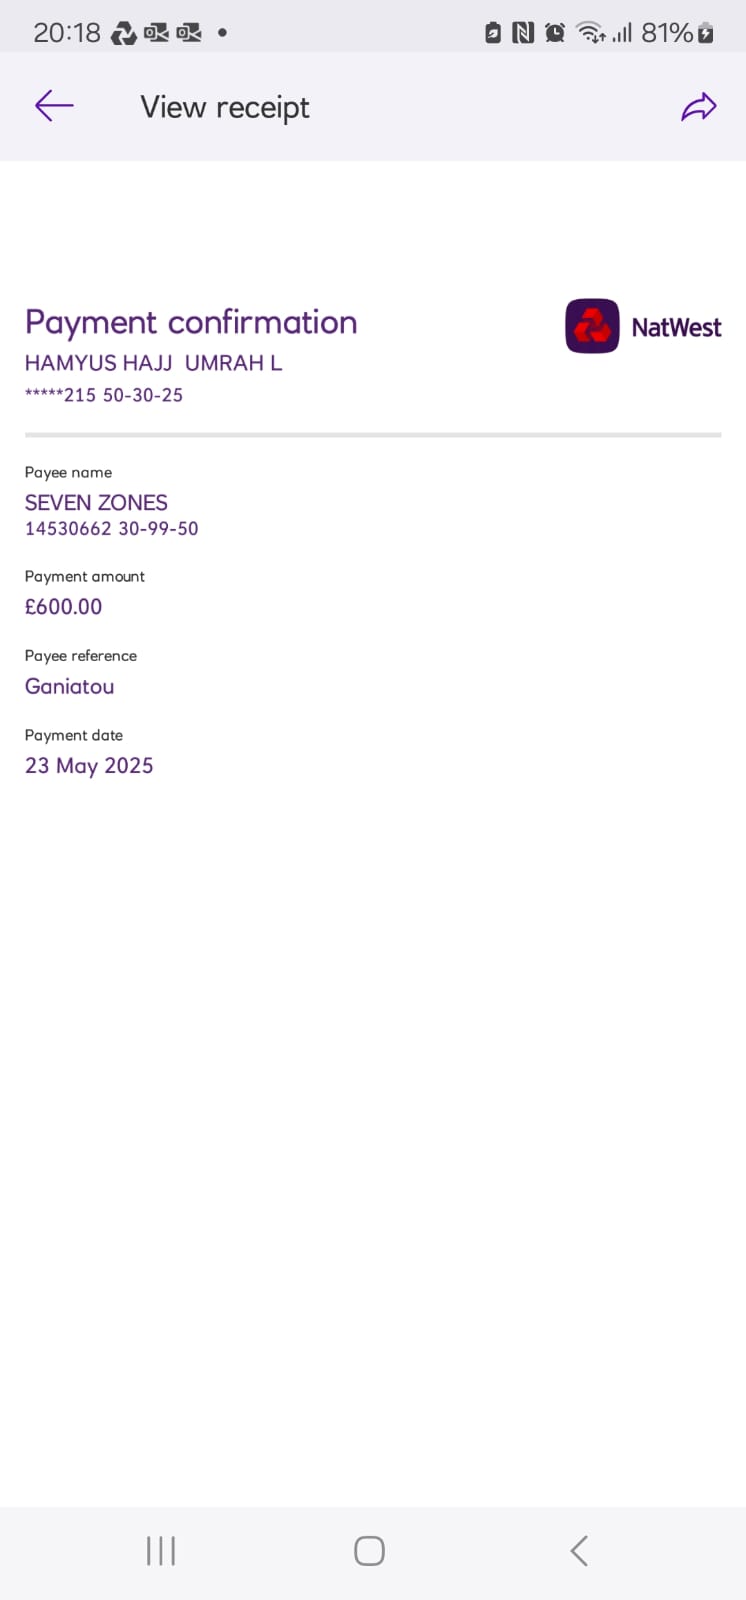 20:18
81%
View receipt
Payment confirmation
NatWest
HAMYUS HAJJ  UMRAH L
*****215 50-30-25
Payee name
SEVEN ZONES
14530662 30-99-50
Payment amount
£600.00
Payee reference
Ganiatou
Payment date
23 May 2025